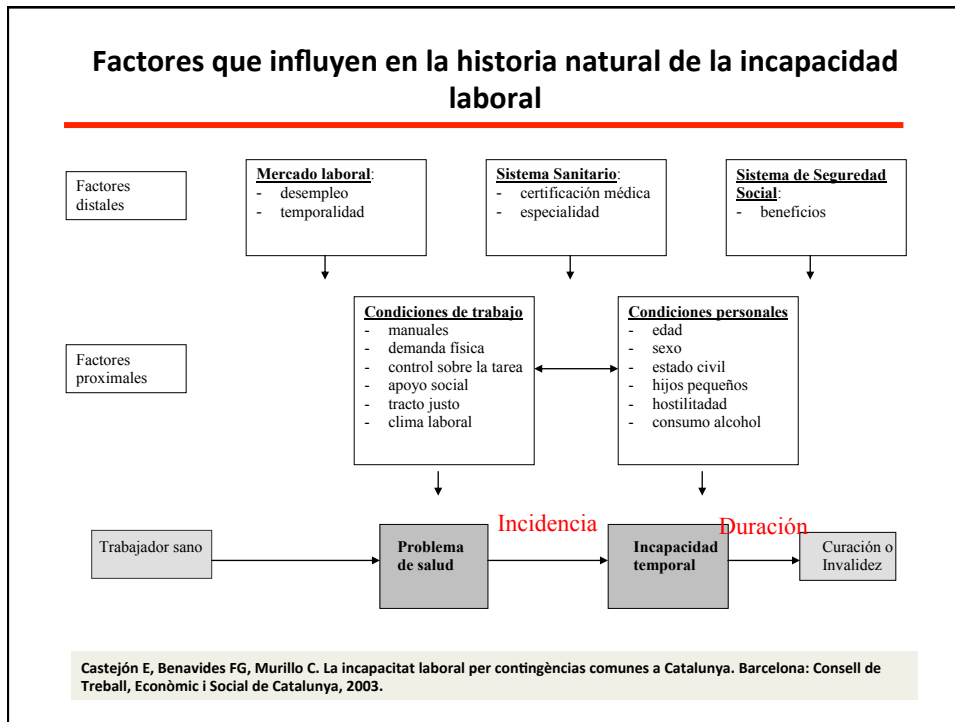 Factores que influyen en la historia natural de la incapacidad
laboral
Factores
distales
Mercado laboral:
- desempleo
- temporalidad
Sistema Sanitario:
- certificación médica
- especialidad
Sistema de Seguredad
Social:
- beneficios
Factores
proximales
Condiciones de trabajo
- manuales
- demanda física
- control sobre la tarea
- apoyo social
- tracto justo
- clima laboral
Condiciones personales
- edad
- sexo
- estado civil
- hijos pequeños
- hostilitadad
- consumo alcohol
Trabajador sano
Problema
de salud
Incidencia
Incapacidad
temporal
Duración
Curación o
Invalidez
Castejón E, Benavides FG, Murillo C. La incapacitat laboral per contingències comunes a Catalunya. Barcelona: Consell de
Treball, Econòmic i Social de Catalunya, 2003.